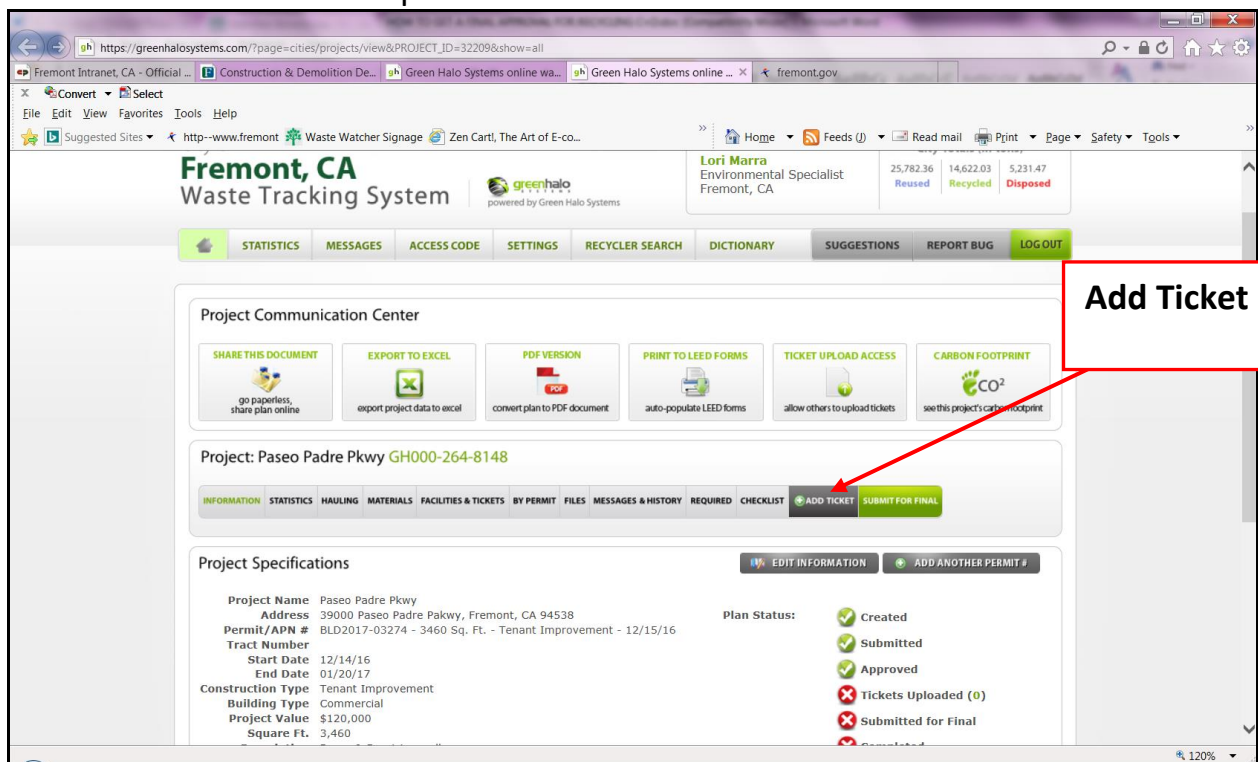 https://greenhalosystems.com/?page=cities/projects/view&PROJECT_ID=32209&show=all
Fremont Intranet, CA - Official ... Construction & Demolition De... Green Halo Systems online wa... Green Halo Systems online ... X fremont.gov
X Convert Select
File Edit View Favorites Tools Help
Suggested Sites http--www.fremont Waste Watcher Signage Zen Cart!, The Art of E-co... » Home Feeds (J) Read mail Print Page Safety Tools »
Fremont, CA
Waste Tracking System
greenhalo
SYSTEMS
powered by Green Halo Systems
Lori Marra
Environmental Specialist
Fremont, CA
25,782.36 14,622.03 5,231.47
Reused Recycled Disposed
STATISTICS MESSAGES ACCESS CODE SETTINGS RECYCLER SEARCH DICTIONARY SUGGESTIONS REPORT BUG LOG OUT
Add Ticket
Project Communication Center
SHARE THIS DOCUMENT EXPORT TO EXCEL PDF VERSION PRINT TO LEED FORMS TICKET UPLOAD ACCESS CARBON FOOTPRINT
PDF
CO²
go paperless,
share plan online
export project data to excel
convert plan to PDF document
auto-populate LEED forms
allow others to upload tickets
see this project's carbon footprint
Project: Paseo Padre Pkwy GH000-264-8148
INFORMATION STATISTICS HAULING MATERIALS FACILITIES & TICKETS BY PERMIT FILES MESSAGES & HISTORY REQUIRED CHECKLIST ADD TICKET SUBMIT FOR FINAL
Project Specifications EDIT INFORMATION ADD ANOTHER PERMIT #
Project Name Paseo Padre Pkwy
Address 39000 Paseo Padre Pakwy, Fremont, CA 94538
Permit/APN # BLD2017-03274 - 3460 Sq. Ft. - Tenant Improvement - 12/15/16
Tract Number
Start Date 12/14/16
End Date 01/20/17
Construction Type Tenant Improvement
Building Type Commercial
Project Value $120,000
Square Ft. 3,460
Plan Status: Created
Submitted
Approved
Tickets Uploaded (0)
Submitted for Final
Completed
120%